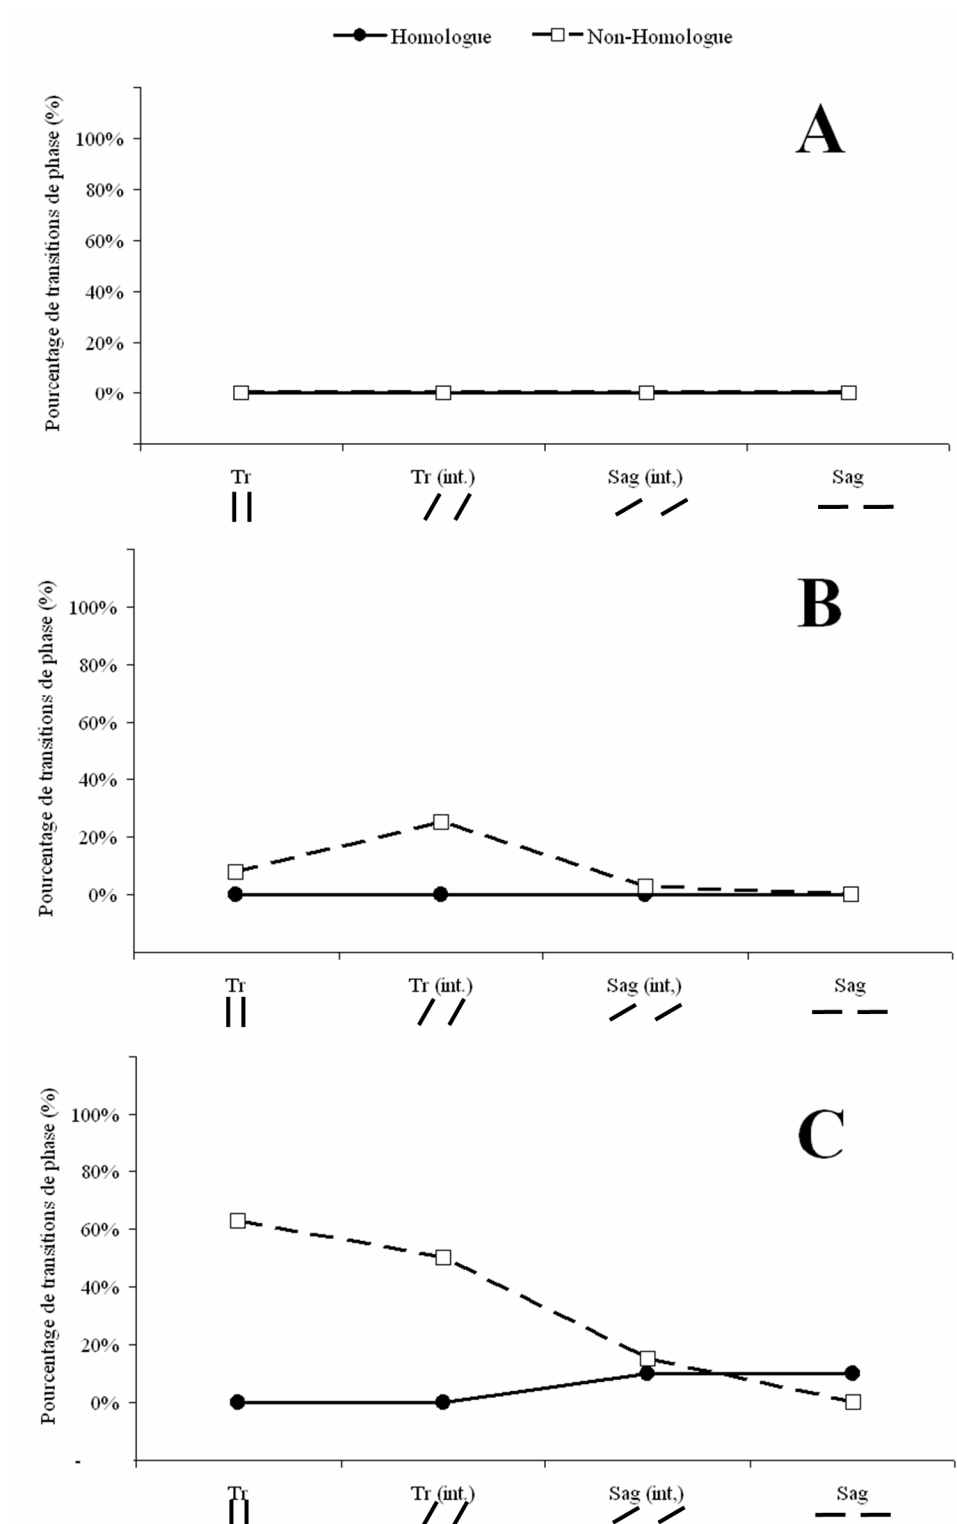 Homologue Non-Homologue
A
Pourcentage de transitions de phase (%)
100%
80%
60%
40%
20%
0%
Tr Tr (int.) Sag (int,) Sag
B
Pourcentage de transitions de phase (%)
100%
80%
60%
40%
20%
0%
Tr Tr (int.) Sag (int,) Sag
C
Pourcentage de transitions de phase (%)
100%
80%
60%
40%
20%
0%
-
Tr Tr (int,) Sag (int,) Sag